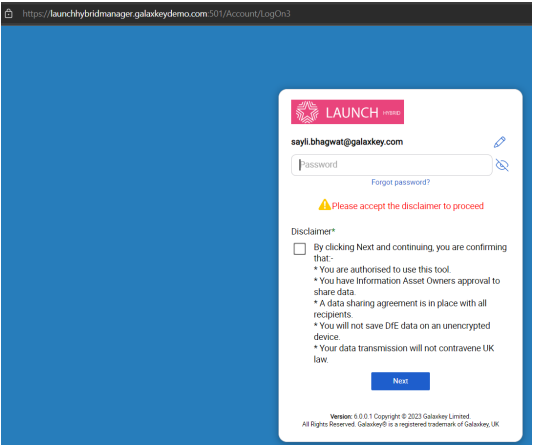 https://launchhybridmanager.galaxkeydemo.com:501/Account/LogOn3
LAUNCH HYBRID
sayli.bhagwat@galaxkey.com
Password
Forgot password?
Please accept the disclaimer to proceed
Disclaimer*
By clicking Next and continuing, you are confirming
that:-
* You are authorised to use this tool.
* You have Information Asset Owners approval to
share data.
* A data sharing agreement is in place with all
recipients.
* You will not save DfE data on an unencrypted
device.
* Your data transmission will not contravene UK
law.
Next
Version: 6.0.0.1 Copyright © 2023 Galaxkey Limited.
All Rights Reserved. Galaxkey® is a registered trademark of Galaxkey, UK